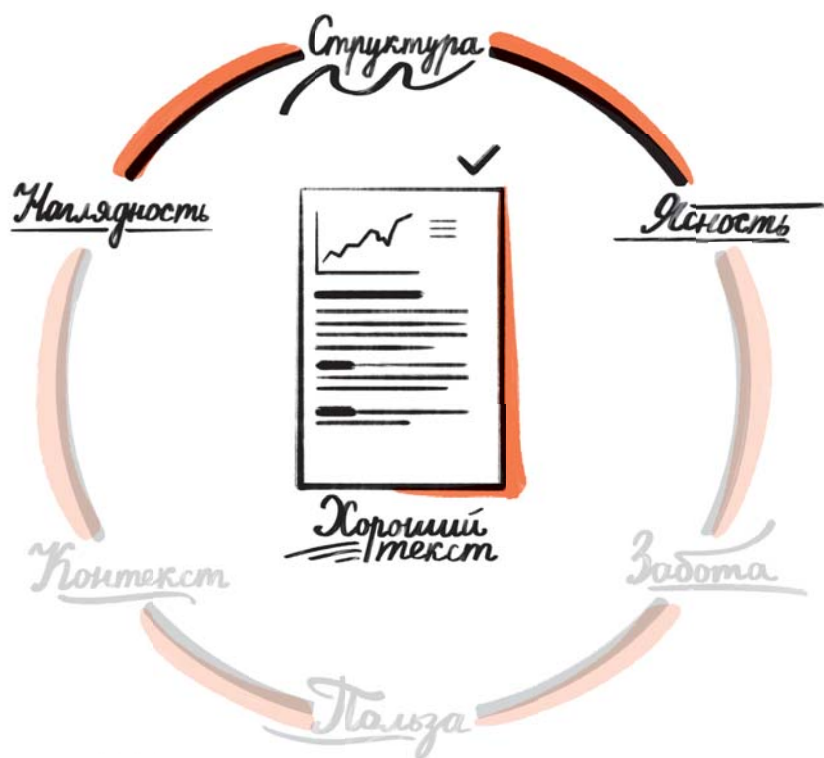 Структура
Наглядность
Ясность
Хороший
текст
Контекст
Забота
Польза